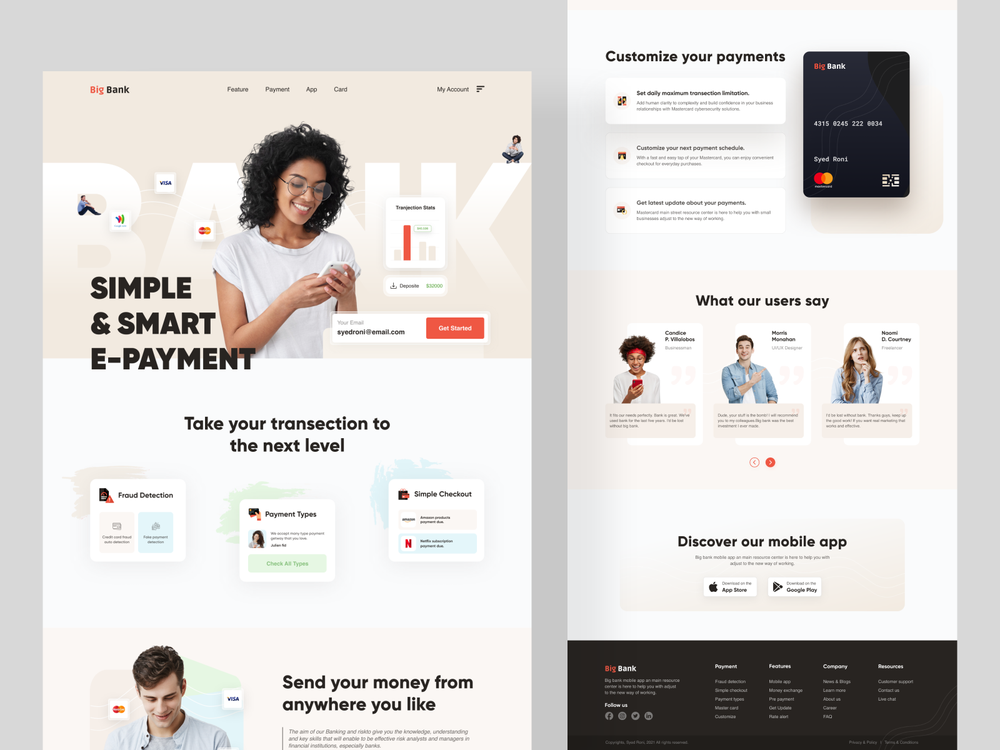 Big Bank
Feature
Payment
App
Card
My Account
BANK
VISA
Tranjection Stats
Deposite
$32000
SIMPLE
& SMART
E-PAYMENT
Your Email
syedroni@email.com
Get Started
Take your transection to
the next level
Fraud Detection
Credit card fraud
auto detection
Fake payment
detection
Payment Types
We accept many type payment
getway that you love.
Check All Types
Simple Checkout
amazon
Amazon products
payment due.
N
Netflix subscription
payment due.
VISA
Send your money from
anywhere you like
The aim of our Banking and risklo give you the knowledge, understanding
and key skills that will enable to be effective risk analysts and managers in
financial institutions, especially banks.
Customize your payments
Set daily maximum transection limitation.
Add human clarity to complexity and build confidence in your business
relationships with Mastercard cybersecurity solutions.
Customize your next payment schedule.
With a fast and easy tap of your Mastercard, you can enjoy convenient
checkout for everyday purchases.
Get latest update about your payments.
Mastercard main street resource center is here to help you with small
businesses adjust to the new way of working.
Big Bank
4315 0245 222 0034
Syed Roni
mastercard
What our users say
Candice
P. Villalobos
Businessman
It fits our needs perfectly. Bank is great. We've
used bank for the last five years. I'd be lost
without big bank.
Morris
Monahan
UI/UX Designer
Dude, your stuff is the bomb! I will recommend
you to my colleagues.Big bank was the best
investment I ever made.
Naomi
D. Courtney
Freelancer
I'd be lost without bank. Thanks guys, keep up
the good work! If you want real marketing that
works and effective.
Discover our mobile app
Big bank mobile app an main resource center is here to help you with
adjust to the new way of working.
Download on the
App Store
Download on the
Google Play
Big Bank
Big bank mobile app an main resource
center is here to help you with adjust
to the new way of working.
Follow us
Payment
Fraud detection
Simple checkout
Payment types
Master card
Customize
Features
Mobile app
Money exchange
Pre payment
Get Update
Rate alert
Company
News & Blogs
Learn more
About us
Career
FAQ
Resources
Customer support
Contact us
Live chat
Copyrights. Syed Roni. 2021 All rights reserved.
Privacy & Policy | Terms & Conditions